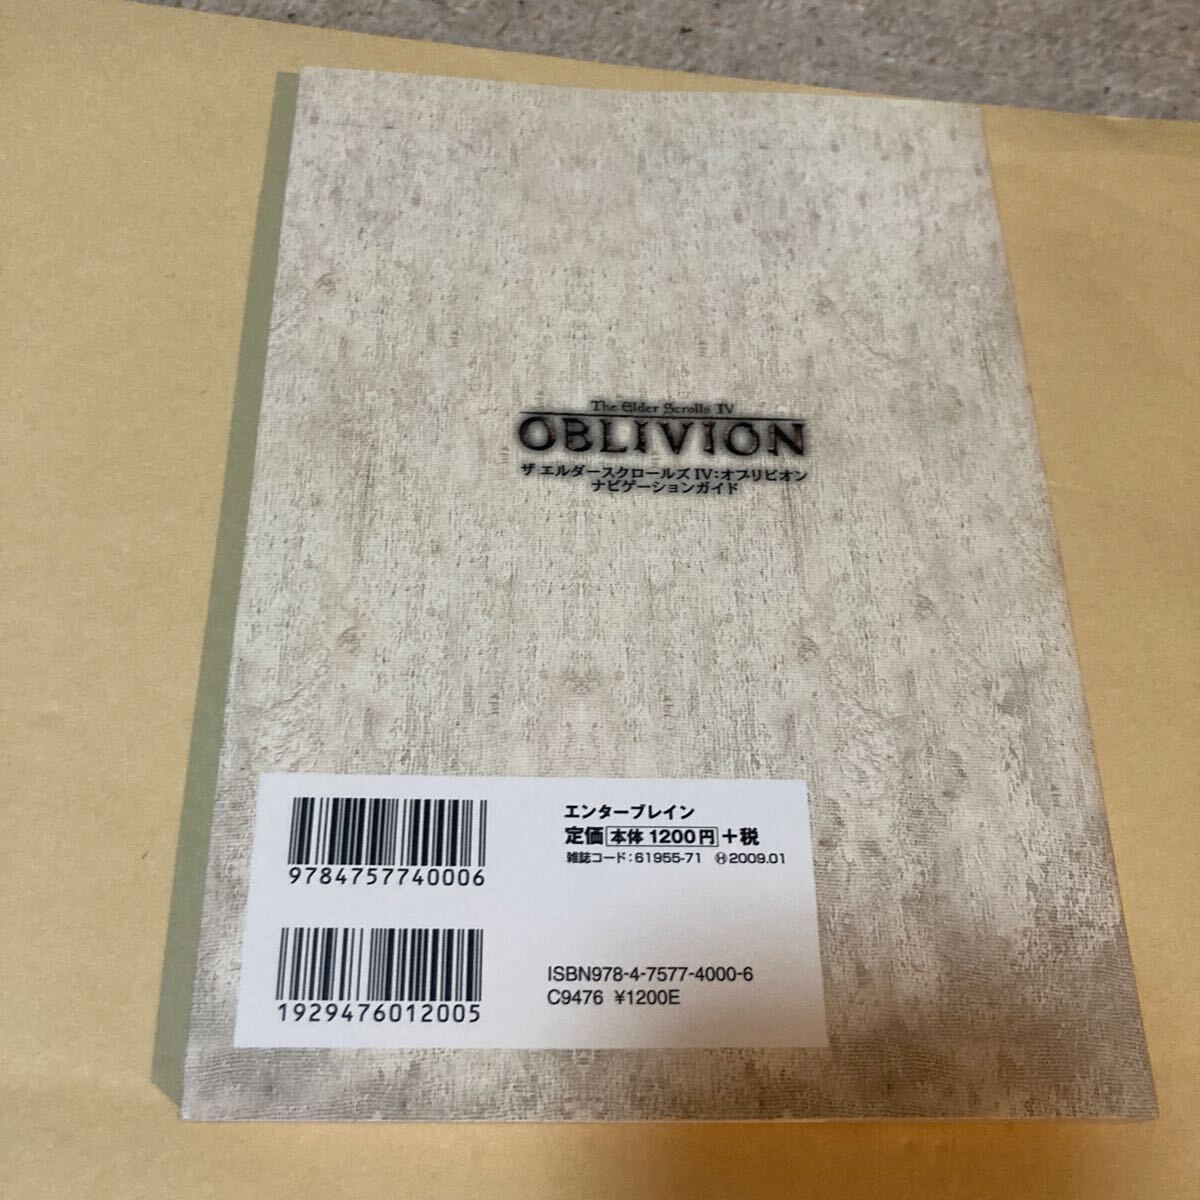 The Elder Scrolls IV
OBLIVION
ザ エルダースクロールズ IV:オブリビオン
ナビゲーションガイド
エンターブレイン
定価 本体 1200円 +税
雑誌コード:61955-71 Ⓗ2009.01
9784757740006
1929476012005
ISBN978-4-7577-4000-6
C9476 ¥1200E